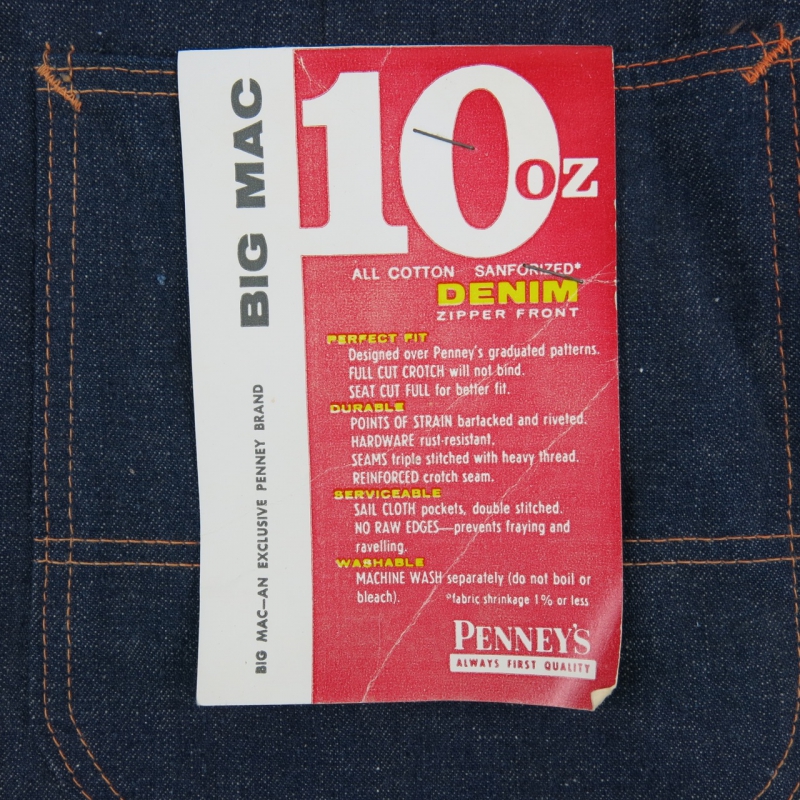 BIG MAC
BIG MAC—AN EXCLUSIVE PENNEY BRAND
10 oz
ALL COTTON SANFORIZED*
DENIM
ZIPPER FRONT
PERFECT FIT
Designed over Penney's graduated patterns.
FULL CUT CROTCH will not bind.
SEAT CUT FULL for better fit.
DURABLE
POINTS OF STRAIN bartacked and riveted.
HARDWARE rust-resistant.
SEAMS triple stitched with heavy thread.
REINFORCED crotch seam.
SERVICEABLE
SAIL CLOTH pockets, double stitched.
NO RAW EDGES—prevents fraying and
ravelling.
WASHABLE
MACHINE WASH separately (do not boil or
bleach). *fabric shrinkage 1% or less
PENNEY'S
ALWAYS FIRST QUALITY